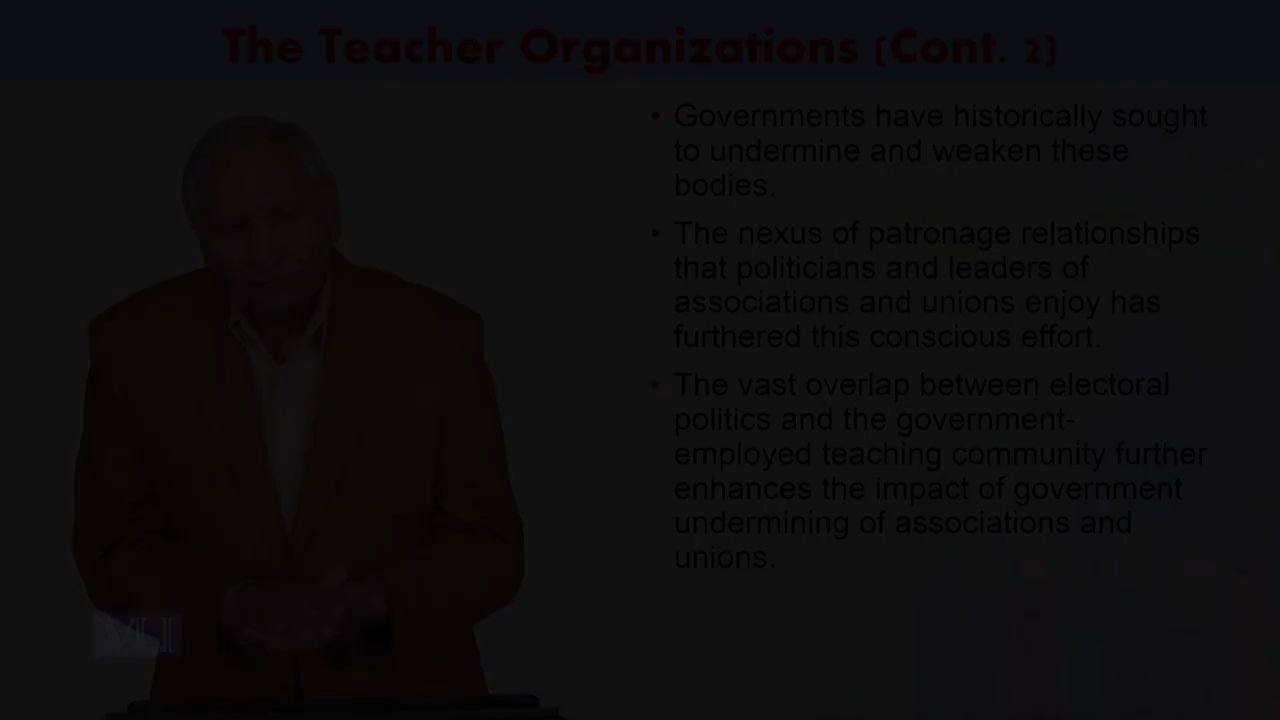 The Teacher Organizations (Cont. 2)
• Governments have historically sought
to undermine and weaken these
bodies.
• The nexus of patronage relationships
that politicians and leaders of
associations and unions enjoy has
furthered this conscious effort.
• The vast overlap between electoral
politics and the government-
employed teaching community further
enhances the impact of government
undermining of associations and
unions.